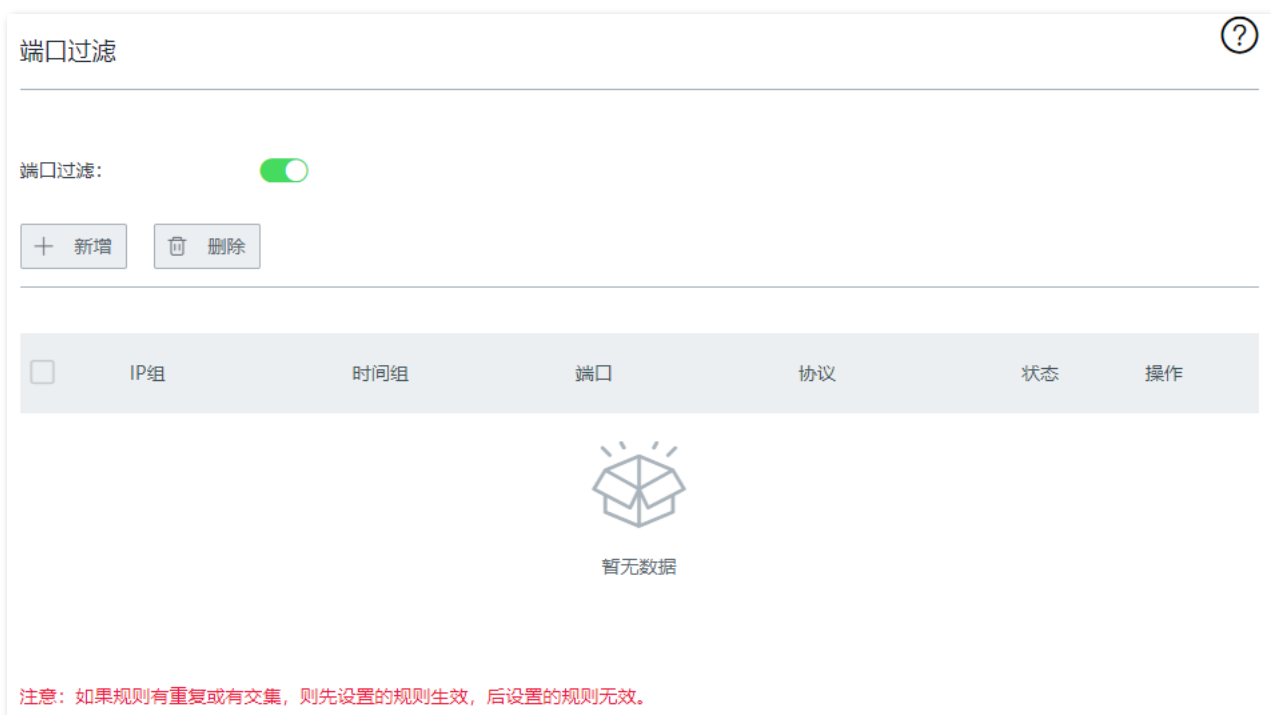 端口过滤
端口过滤：
新增 删除
IP组 时间组 端口 协议 状态 操作
暂无数据
注意：如果规则有重复或有交集，则先设置的规则生效，后设置的规则无效。